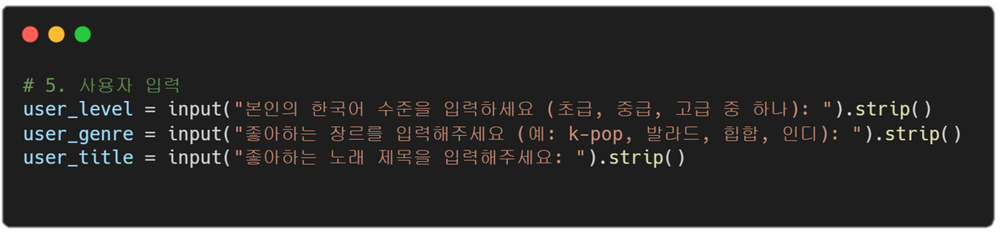 # 5. 사용자 입력
user_level = input("본인의 한국어 수준을 입력하세요 (초급, 중급, 고급 중 하나): ").strip()
user_genre = input("좋아하는 장르를 입력해주세요 (예: k-pop, 발라드, 힙합, 인디): ").strip()
user_title = input("좋아하는 노래 제목을 입력해주세요: ").strip()